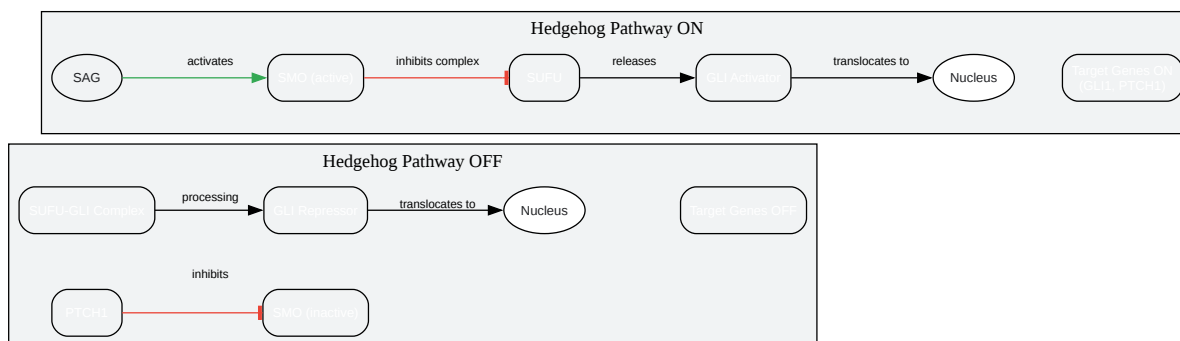 Hedgehog Pathway ON
SAG
activates
SMO (active)
inhibits complex
SUFU
releases
GLI Activator
translocates to
Nucleus
Target Genes ON
(GLI1, PTCH1)
Hedgehog Pathway OFF
SUFU-GLI Complex
processing
GLI Repressor
translocates to
Nucleus
Target Genes OFF
PTCH1
inhibits
SMO (inactive)